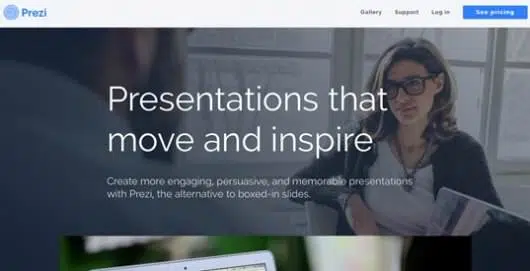 Prezi
Gallery Support Log in See pricing
Presentations that
move and inspire
Create more engaging, persuasive, and memorable presentations
with Prezi, the alternative to boxed-in slides.